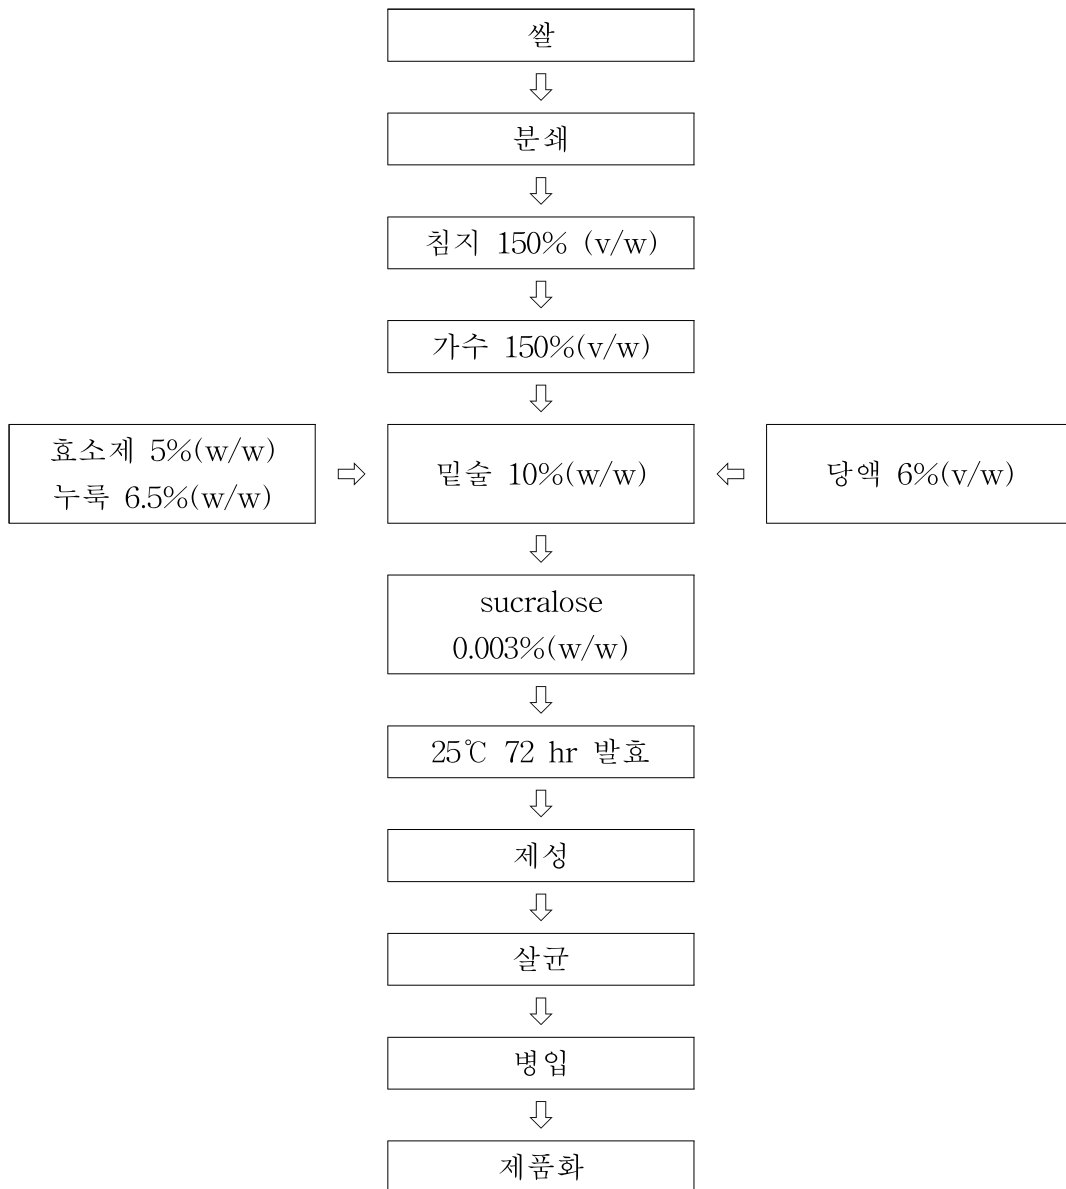 쌀
분쇄
침지 150% (v/w)
가수 150%(v/w)
효소제 5%(w/w)
누룩 6.5%(w/w)
밑술 10%(w/w)
당액 6%(v/w)
sucralose
0.003%(w/w)
25℃ 72 hr 발효
제성
살균
병입
제품화